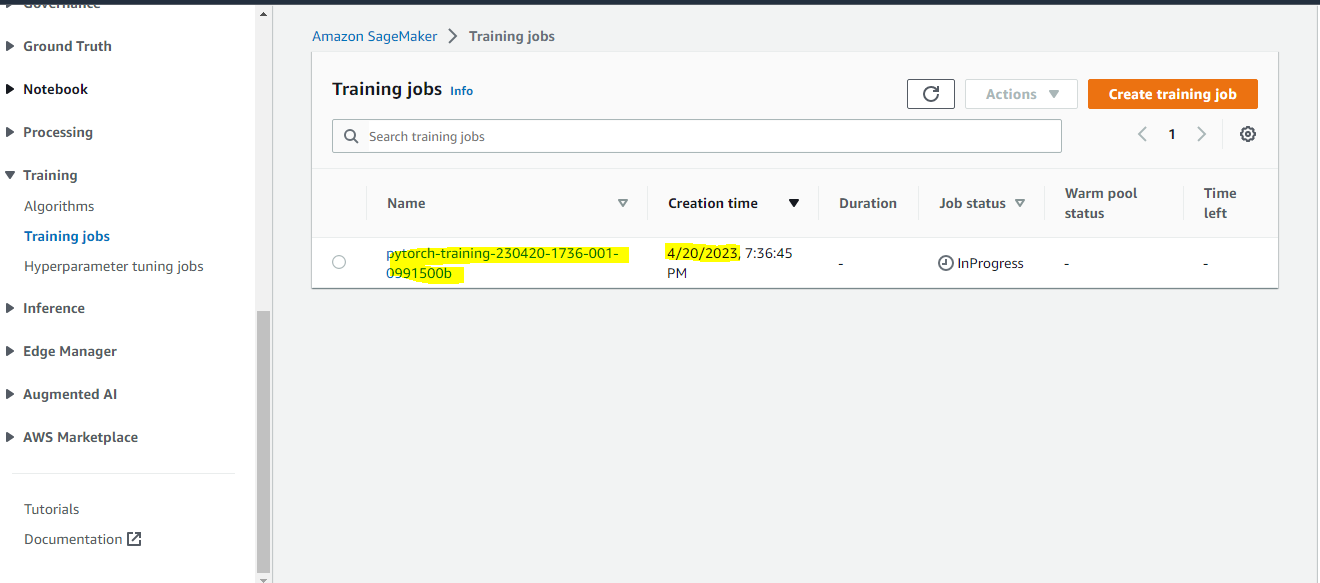 Governance
Ground Truth
Notebook
Processing
Training
Algorithms
Training jobs
Hyperparameter tuning jobs
Inference
Edge Manager
Augmented AI
AWS Marketplace
Tutorials
Documentation
Amazon SageMaker > Training jobs
Training jobs Info
Actions
Create training job
Search training jobs
1
Name
Creation time
Duration
Job status
Warm pool
status
Time
left
pytorch-training-230420-1736-001-
0991500b
4/20/2023, 7:36:45
PM
-
InProgress
-
-